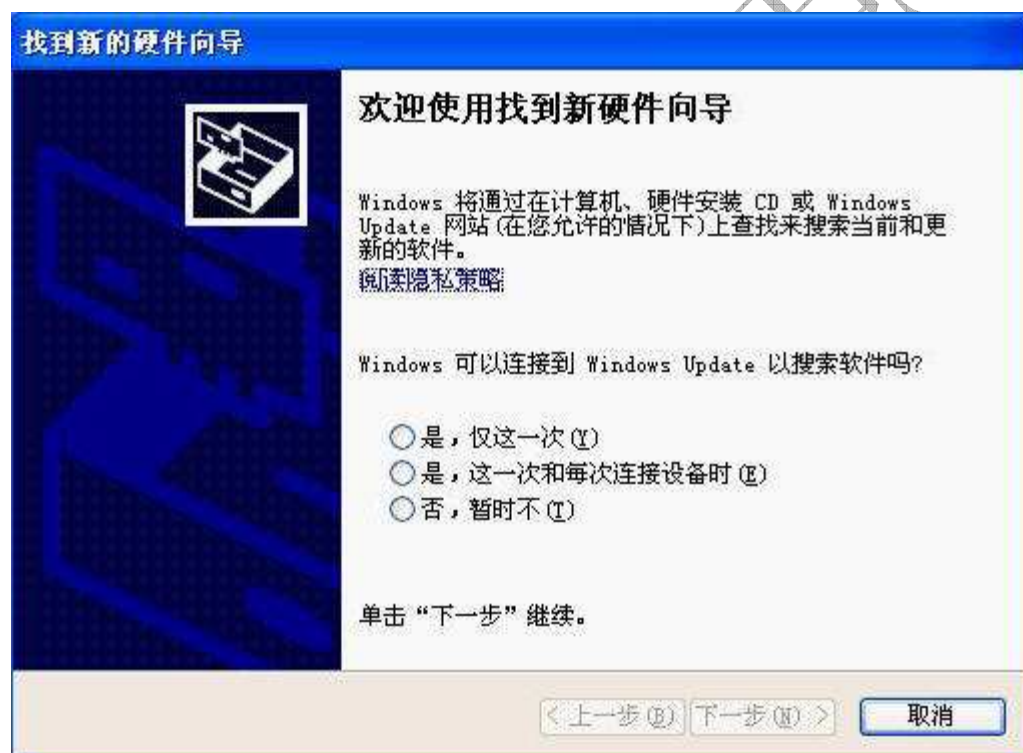 找到新的硬件向导
欢迎使用找到新硬件向导
Windows 将通过在计算机、硬件安装 CD 或 Windows
Update 网站(在您允许的情况下)上查找来搜索当前和更
新的软件。
阅读隐私策略
Windows 可以连接到 Windows Update 以搜索软件吗?
是，仅这一次(Y)
是，这一次和每次连接设备时(E)
否，暂时不(T)
单击“下一步”继续。
< 上一步(B) 下一步(N) > 取消